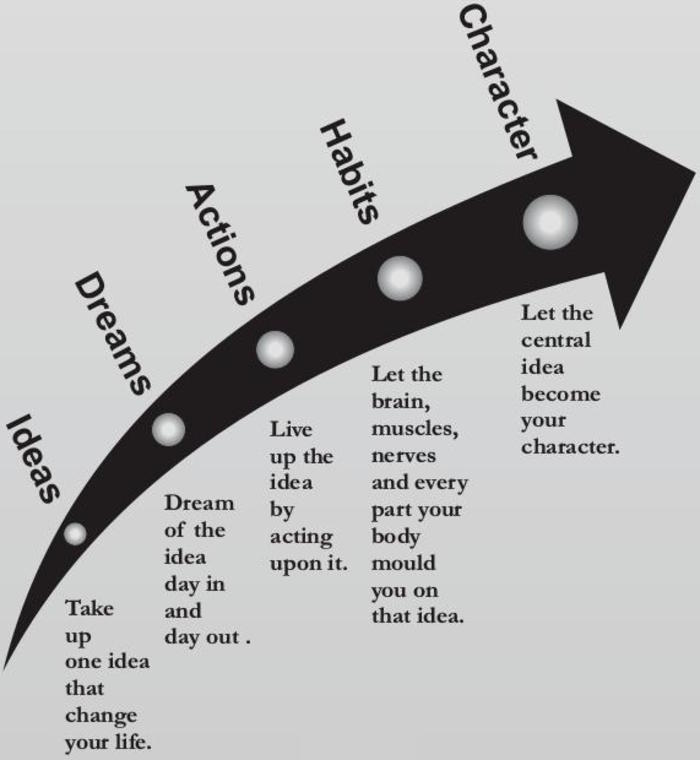 Ideas
Take
up
one idea
that
change
your life.
Dreams
Dream
of the
idea
day in
and
day out .
Actions
Live
up the
idea
by
acting
upon it.
Habits
Let the
brain,
muscles,
nerves
and every
part your
body
mould
you on
that idea.
Character
Let the
central
idea
become
your
character.